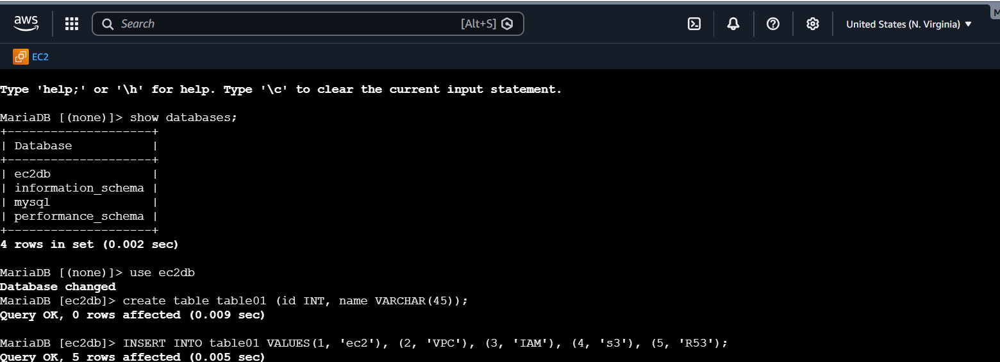 aws
Search [Alt+S]
United States (N. Virginia)
EC2
Type 'help;' or '\h' for help. Type '\c' to clear the current input statement.
MariaDB [(none)]> show databases;
+--------------------+
| Database           |
+--------------------+
| ec2db              |
| information_schema |
| mysql              |
| performance_schema |
+--------------------+
4 rows in set (0.002 sec)
MariaDB [(none)]> use ec2db
Database changed
MariaDB [ec2db]> create table table01 (id INT, name VARCHAR(45));
Query OK, 0 rows affected (0.009 sec)
MariaDB [ec2db]> INSERT INTO table01 VALUES(1, 'ec2'), (2, 'VPC'), (3, 'IAM'), (4, 's3'), (5, 'R53');
Query OK, 5 rows affected (0.005 sec)